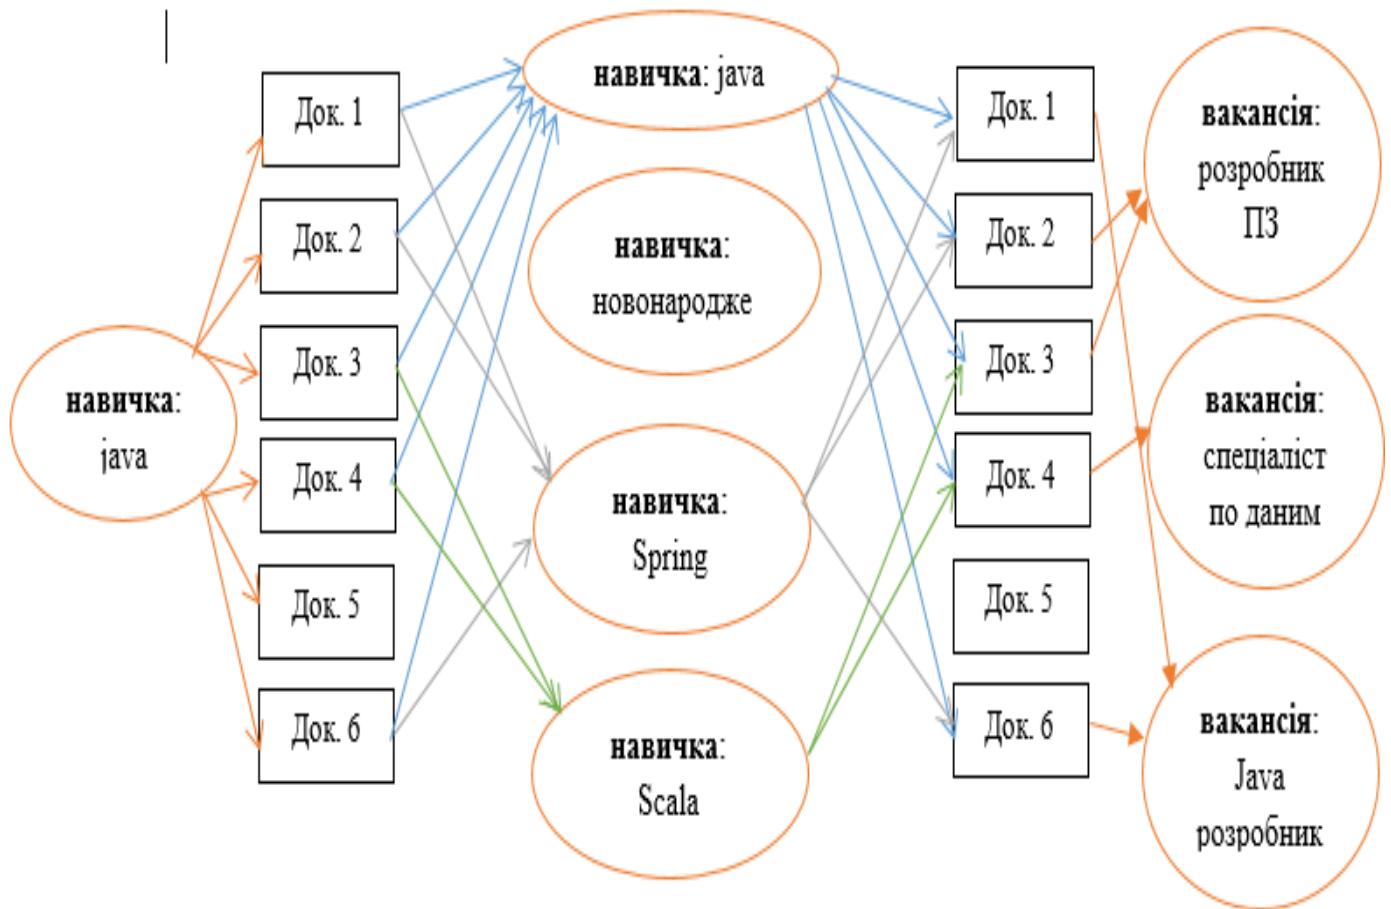 навичка:
java
Док. 1
Док. 2
Док. 3
Док. 4
Док. 5
Док. 6
навичка: java
навичка:
новонародже
навичка:
Spring
навичка:
Scala
Док. 1
Док. 2
Док. 3
Док. 4
Док. 5
Док. 6
вакансія:
розробник
ПЗ
вакансія:
спеціаліст
по даним
вакансія:
Java
розробник